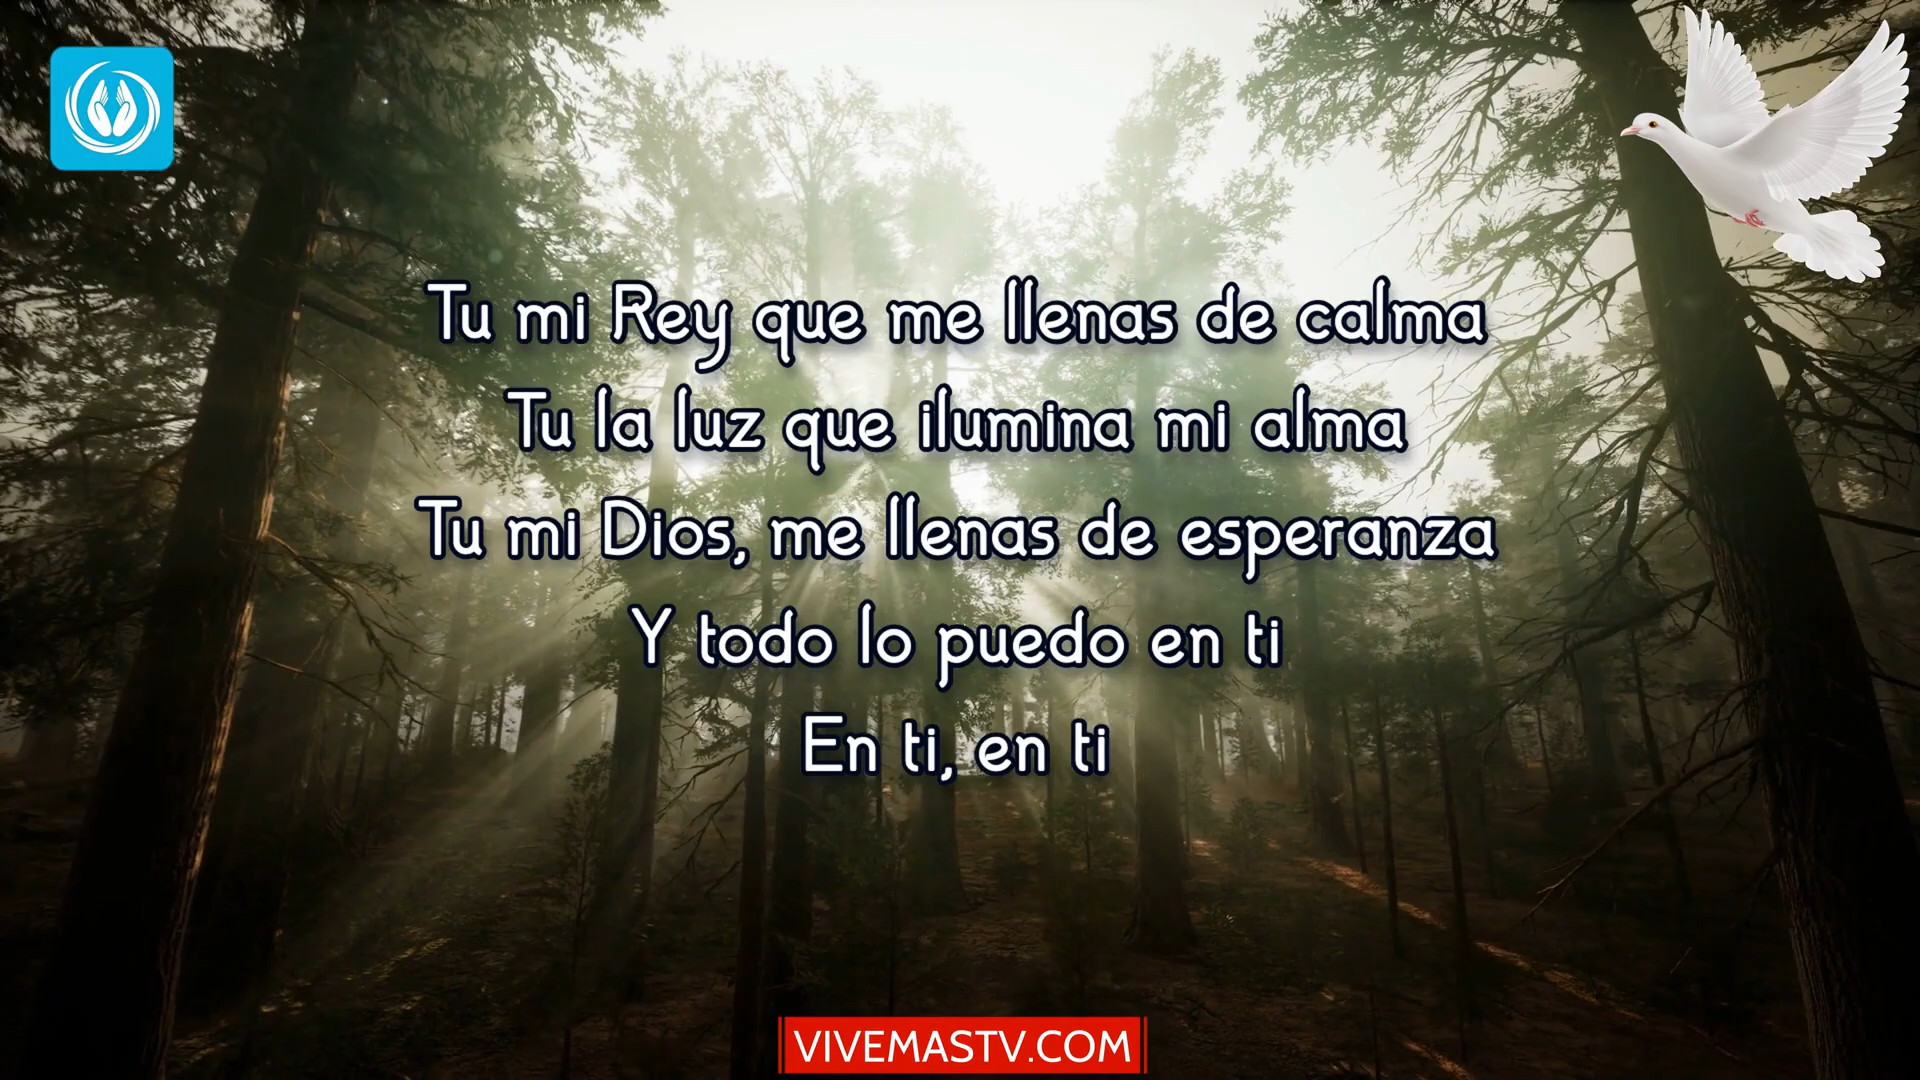 Tu mi Rey que me llenas de calma
Tu la luz que ilumina mi alma
Tu mi Dios, me llenas de esperanza
Y todo lo puedo en ti
En ti, en ti
VIVEMASTV.COM